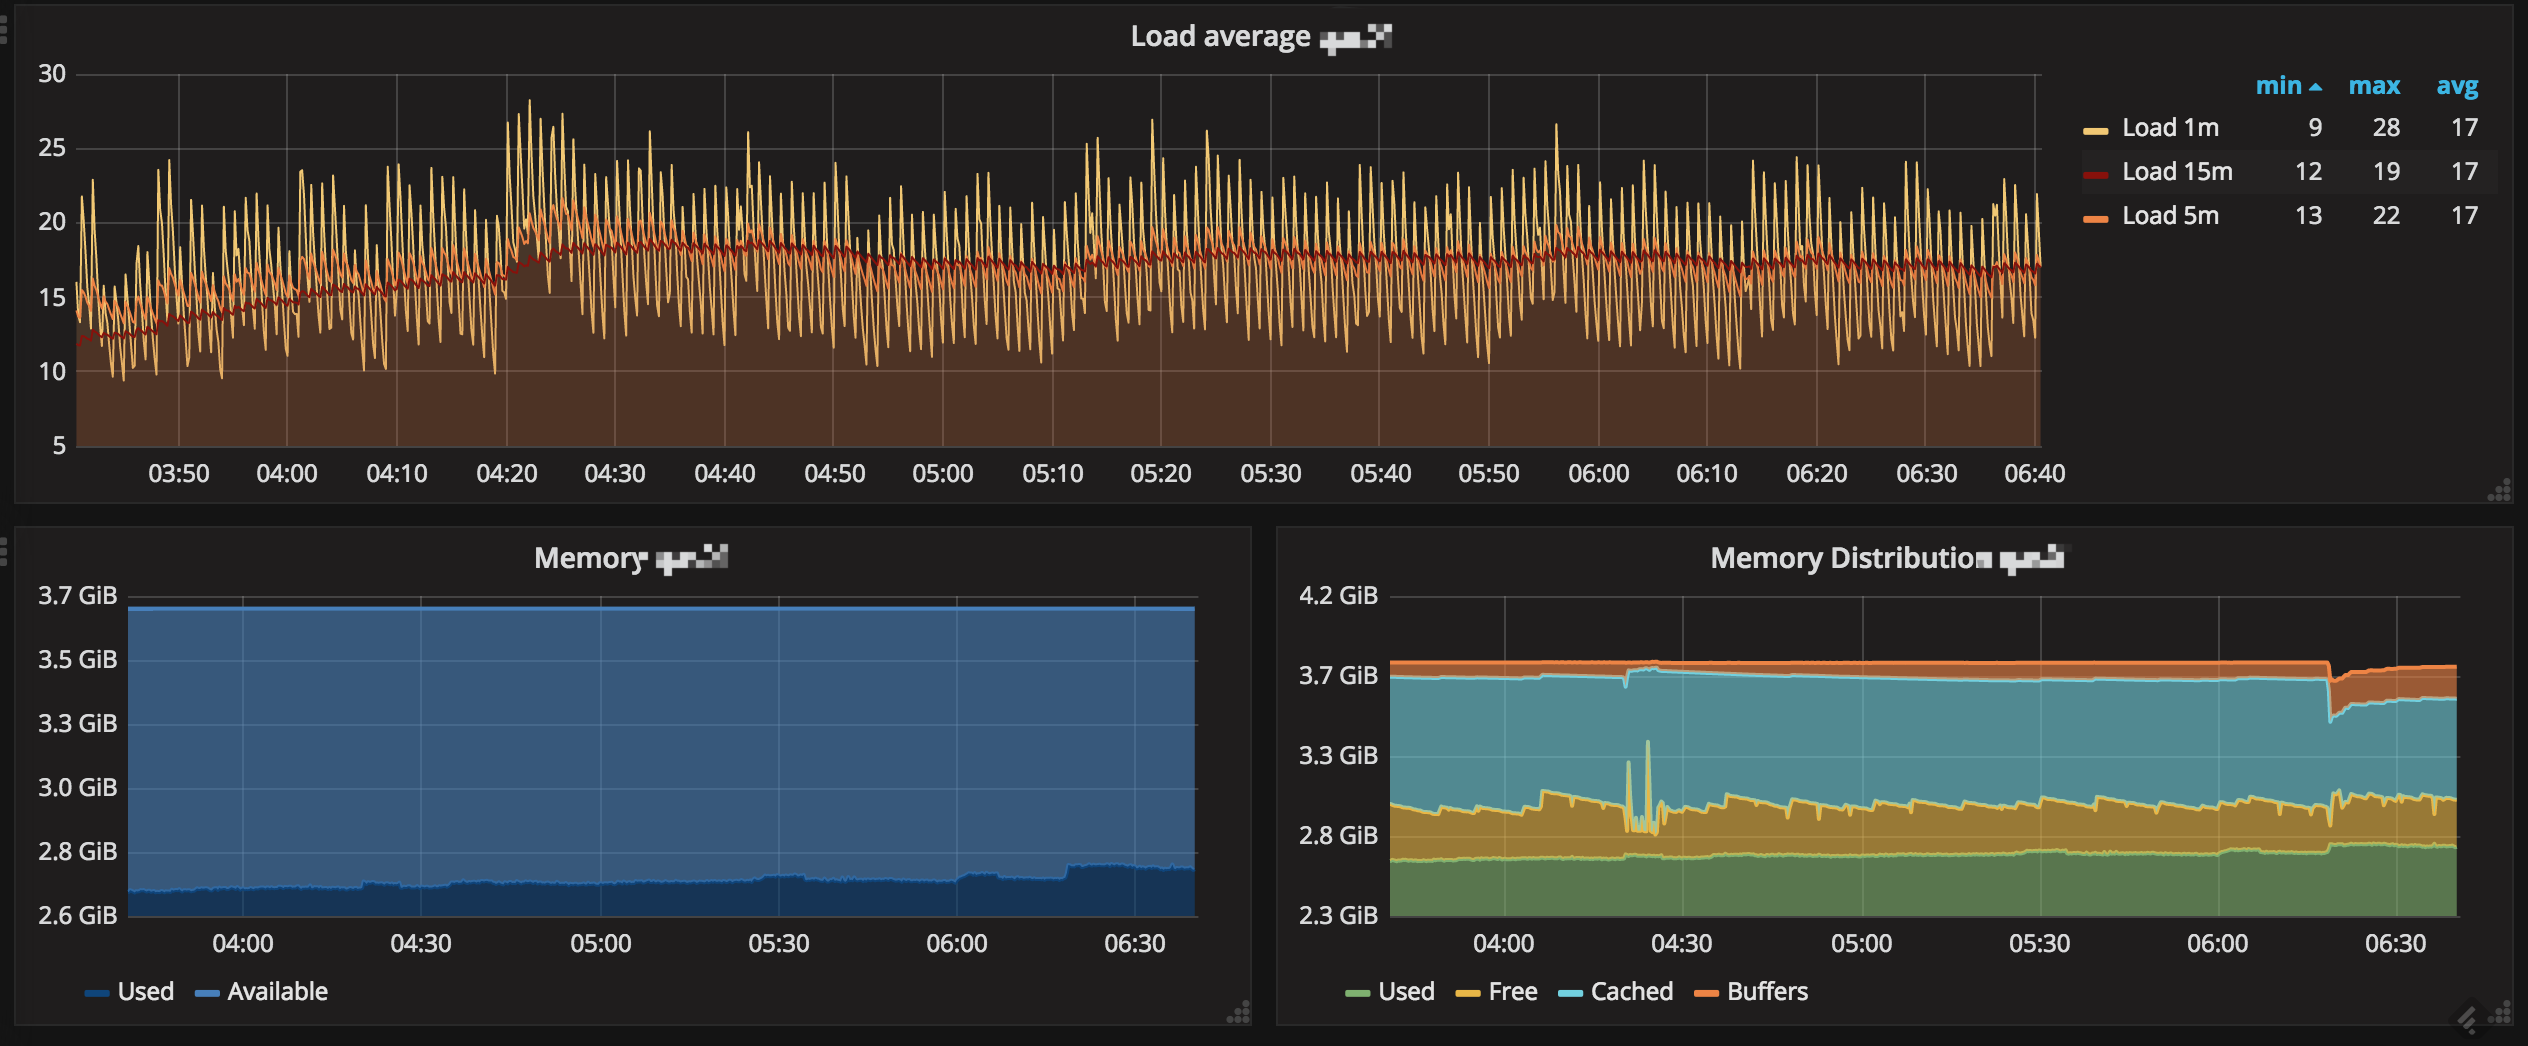 Load average
30
25
20
15
10
5
03:50 04:00 04:10 04:20 04:30 04:40 04:50 05:00 05:10 05:20 05:30 05:40 05:50 06:00 06:10 06:20 06:30 06:40
min max avg
Load 1m 9 28 17
Load 15m 12 19 17
Load 5m 13 22 17
Memory
3.7 GiB
3.5 GiB
3.3 GiB
3.0 GiB
2.8 GiB
2.6 GiB
04:00 04:30 05:00 05:30 06:00 06:30
Used Available
Memory Distribution
4.2 GiB
3.7 GiB
3.3 GiB
2.8 GiB
2.3 GiB
04:00 04:30 05:00 05:30 06:00 06:30
Used Free Cached Buffers